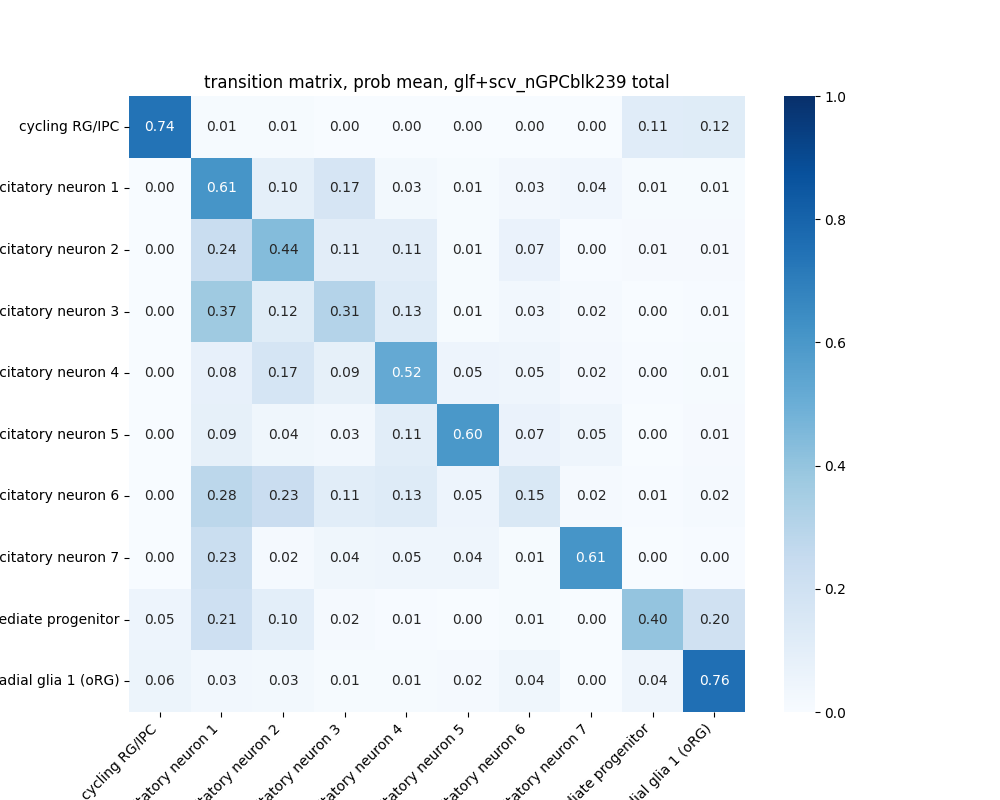 transition matrix, prob mean, glf+scv_nGPCblk239 total
cycling RG/IPC 0.74 0.01 0.01 0.00 0.00 0.00 0.00 0.00 0.11 0.12
citatory neuron 1 0.00 0.61 0.10 0.17 0.03 0.01 0.03 0.04 0.01 0.01
citatory neuron 2 0.00 0.24 0.44 0.11 0.11 0.01 0.07 0.00 0.01 0.01
citatory neuron 3 0.00 0.37 0.12 0.31 0.13 0.01 0.03 0.02 0.00 0.01
citatory neuron 4 0.00 0.08 0.17 0.09 0.52 0.05 0.05 0.02 0.00 0.01
citatory neuron 5 0.00 0.09 0.04 0.03 0.11 0.60 0.07 0.05 0.00 0.01
citatory neuron 6 0.00 0.28 0.23 0.11 0.13 0.05 0.15 0.02 0.01 0.02
citatory neuron 7 0.00 0.23 0.02 0.04 0.05 0.04 0.01 0.61 0.00 0.00
ediate progenitor 0.05 0.21 0.10 0.02 0.01 0.00 0.01 0.00 0.40 0.20
adial glia 1 (oRG) 0.06 0.03 0.03 0.01 0.01 0.02 0.04 0.00 0.04 0.76
cycling RG/IPC
tatory neuron 1
tatory neuron 2
tatory neuron 3
tatory neuron 4
tatory neuron 5
tatory neuron 6
tatory neuron 7
diate progenitor
dial glia 1 (oRG)
1.0
0.8
0.6
0.4
0.2
0.0